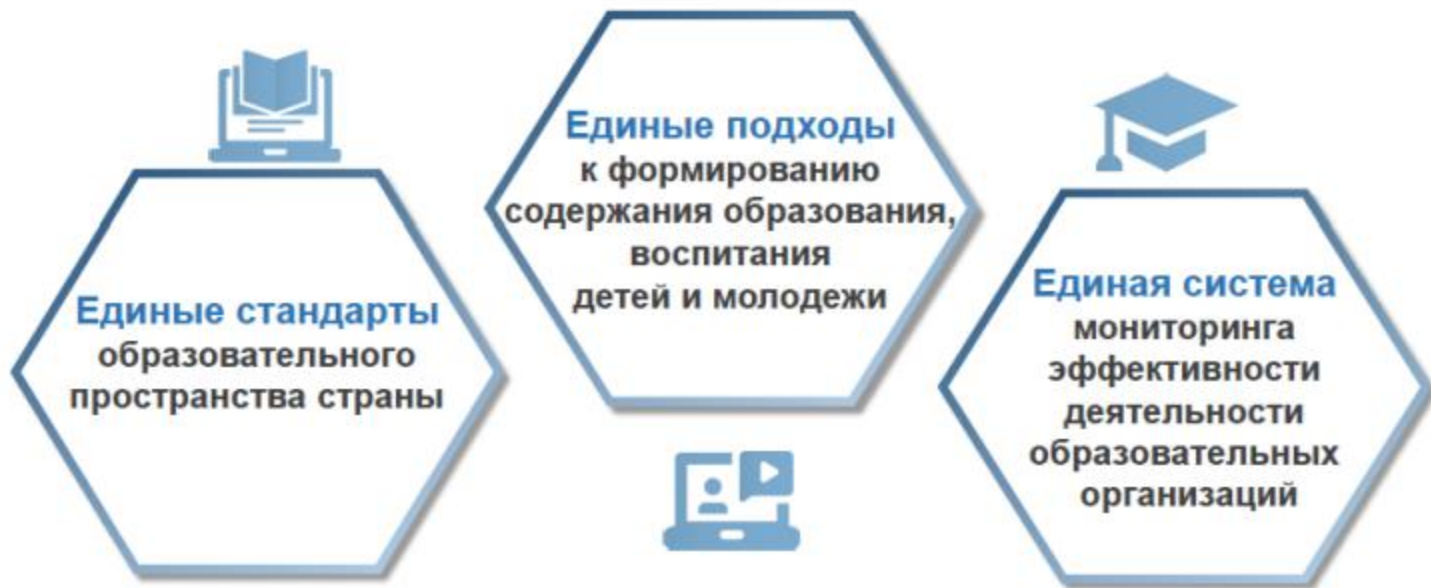 Единые стандарты
образовательного
пространства страны
Единые подходы
к формированию
содержания образования,
воспитания
детей и молодежи
Единая система
мониторинга
эффективности
деятельности
образовательных
организаций